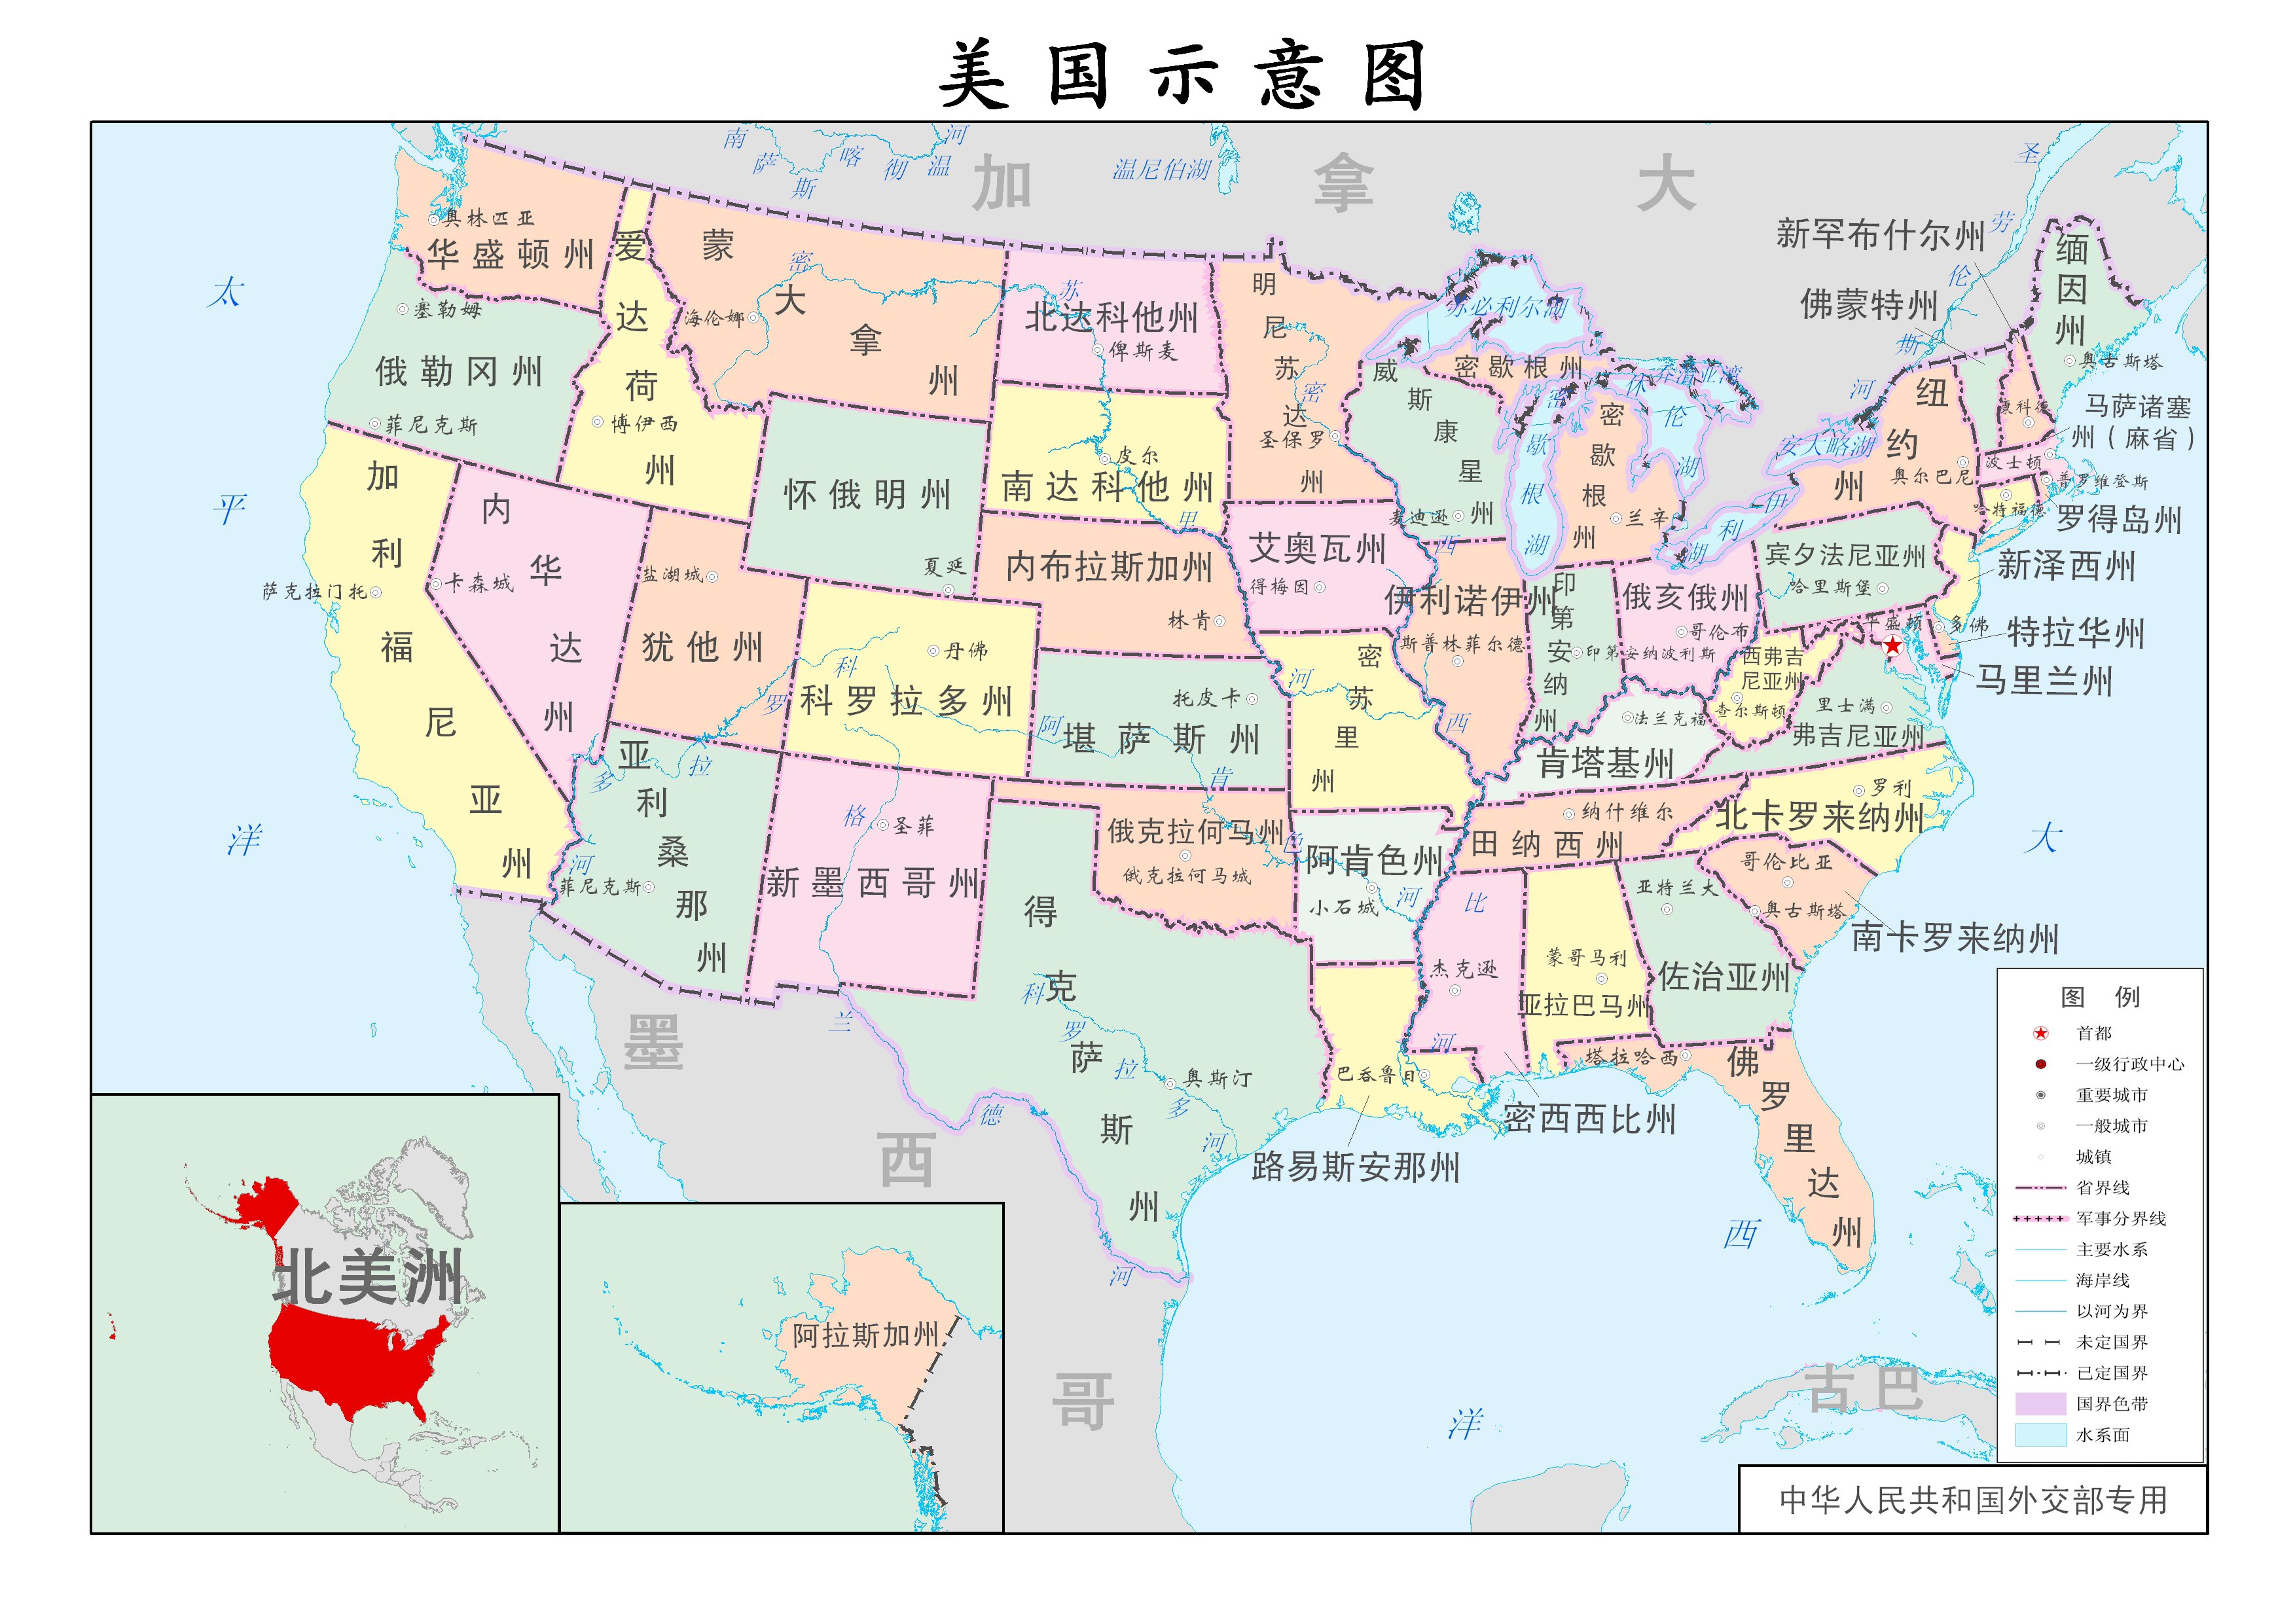 美国示意图
加拿大
南萨斯喀彻温河
温尼伯湖
圣劳伦斯河
太平洋
大西洋
墨西哥
古巴
奥林匹亚
华盛顿州
塞勒姆
俄勒冈州
菲尼克斯
爱达荷州
博伊西
蒙大拿州
海伦娜
密苏里河
北达科他州
俾斯麦
南达科他州
皮尔
明尼苏达州
圣保罗
密西西比河
威斯康星州
麦迪逊
苏必利尔湖
密歇根州
密歇根湖
密歇根州
兰辛
休伦湖
乔治亚湾
安大略湖
伊利湖
新罕布什尔州
佛蒙特州
缅因州
奥古斯塔
康科德
马萨诸塞
州（麻省）
波士顿
纽约州
奥尔巴尼
普罗维登斯
哈特福德
罗得岛州
新泽西州
宾夕法尼亚州
哈里斯堡
华盛顿
多佛
特拉华州
马里兰州
加利福尼亚州
萨克拉门托
内华达州
卡森城
盐湖城
犹他州
怀俄明州
夏延
内布拉斯加州
林肯
艾奥瓦州
得梅因
伊利诺伊州
斯普林菲尔德
印第安纳州
印第安纳波利斯
俄亥俄州
哥伦布
西弗吉
尼亚州
查尔斯顿
里士满
弗吉尼亚州
丹佛
科罗拉多州
科罗拉多河
托皮卡
堪萨斯州
阿肯色河
密苏里州
法兰克福
肯塔基州
纳什维尔
田纳西州
罗利
北卡罗来纳州
亚利桑那州
菲尼克斯
圣菲
新墨西哥州
格兰德河
俄克拉何马州
俄克拉何马城
阿肯色州
小石城
哥伦比亚
奥古斯塔
南卡罗来纳州
亚特兰大
佐治亚州
蒙哥马利
亚拉巴马州
杰克逊
密西西比州
得克萨斯州
科罗拉多河
奥斯汀
巴吞鲁日
路易斯安那州
塔拉哈西
佛罗里达州
北美洲
阿拉斯加州
图例
首都
一级行政中心
重要城市
一般城市
城镇
省界线
军事分界线
主要水系
海岸线
以河为界
未定国界
已定国界
国界色带
水系面
中华人民共和国外交部专用